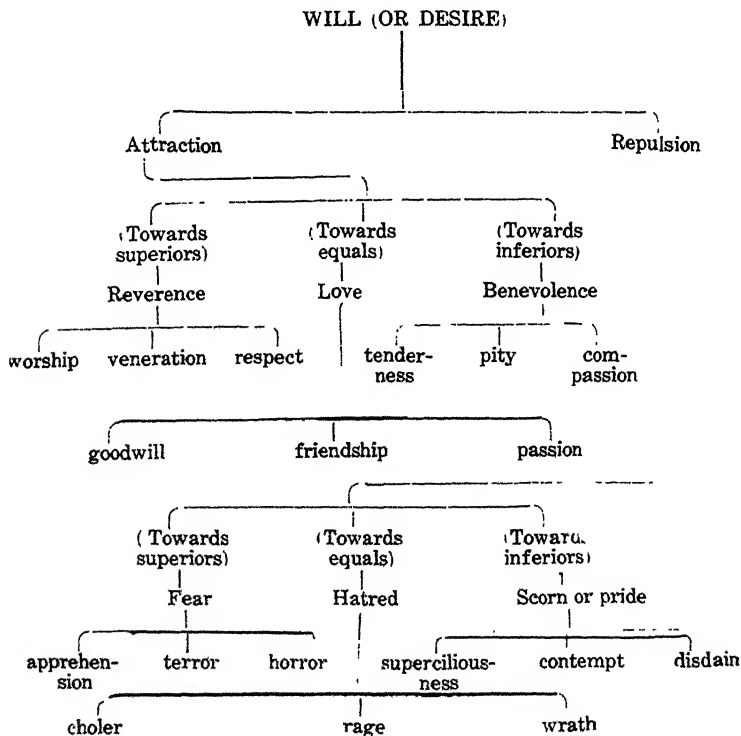 WILL (OR DESIRE)
Attraction Repulsion
(Towards (Towards (Towards
superiors) equals) inferiors)
Reverence Love Benevolence
worship veneration respect tender- pity com-
ness passion
goodwill friendship passion
(Towards (Towards (Toward
superiors) equals) inferiors)
Fear Hatred Scorn or pride
apprehen- terror horror supercilious- contempt disdain
sion ness
choler rage wrath